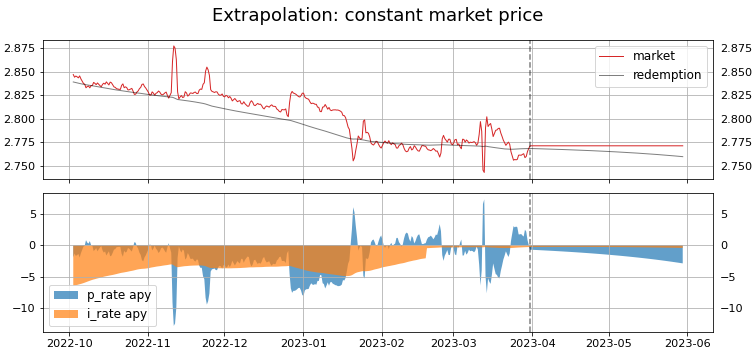 Extrapolation: constant market price
2.875 2.875
2.850 2.850
2.825 2.825
2.800 2.800
2.775 2.775
2.750 2.750
market
redemption
5 5
0 0
−5 −5
−10 −10
p_rate apy
i_rate apy
2022-10 2022-11 2022-12 2023-01 2023-02 2023-03 2023-04 2023-05 2023-06